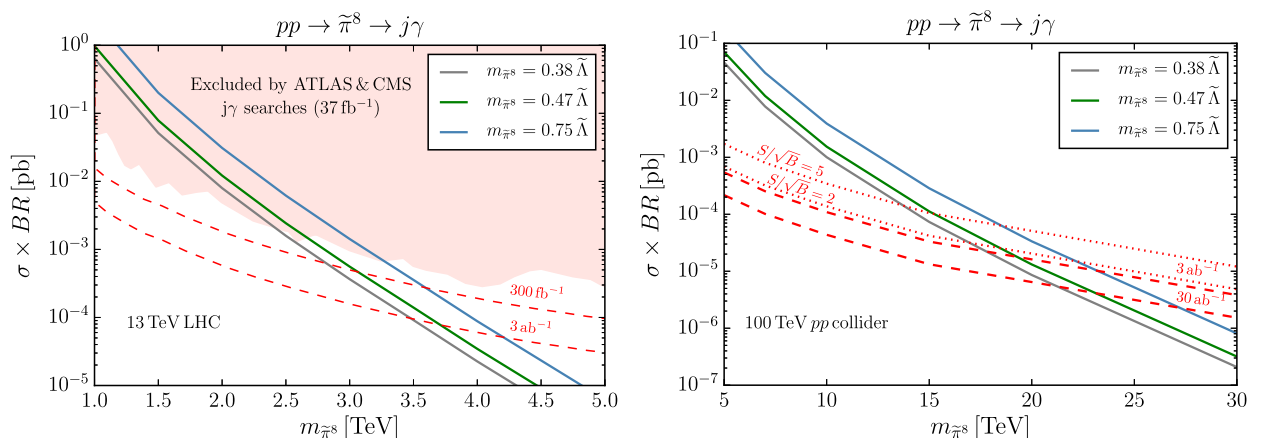 pp → π̃⁸ → jγ
10⁰
10⁻¹
10⁻²
10⁻³
10⁻⁴
10⁻⁵
σ × BR [pb]
Excluded by ATLAS & CMS
jγ searches (37 fb⁻¹)
m_π̃⁸ = 0.38 Λ̃
m_π̃⁸ = 0.47 Λ̃
m_π̃⁸ = 0.75 Λ̃
300 fb⁻¹
3 ab⁻¹
13 TeV LHC
1.0 1.5 2.0 2.5 3.0 3.5 4.0 4.5 5.0
m_π̃⁸ [TeV]
pp → π̃⁸ → jγ
10⁻¹
10⁻²
10⁻³
10⁻⁴
10⁻⁵
10⁻⁶
10⁻⁷
σ × BR [pb]
m_π̃⁸ = 0.38 Λ̃
m_π̃⁸ = 0.47 Λ̃
m_π̃⁸ = 0.75 Λ̃
S/√B = 5
S/√B = 2
3 ab⁻¹
30 ab⁻¹
100 TeV pp collider
5 10 15 20 25 30
m_π̃⁸ [TeV]